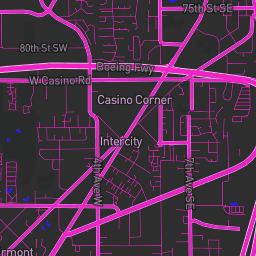 75th St SE
80th St SW
Boeing Fwy
W Casino Rd
Casino Corner
Intercity
4th Ave W
7th Ave SE
rmont